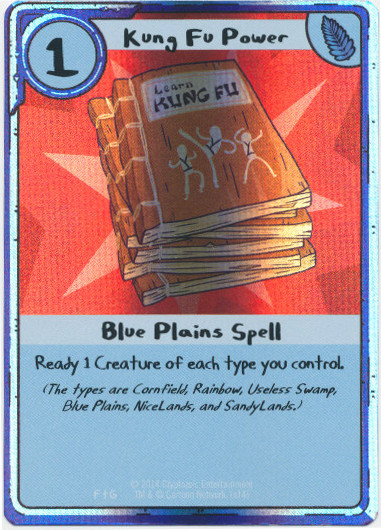 Kung Fu Power
1
Learn
KUNG FU
Blue Plains Spell
Ready 1 Creature of each type you control.
(The types are Cornfield, Rainbow, Useless Swamp,
Blue Plains, NiceLands, and SandyLands.)
© 2014 Cryptozoic Entertainment
TM & © Cartoon Network. (s14)